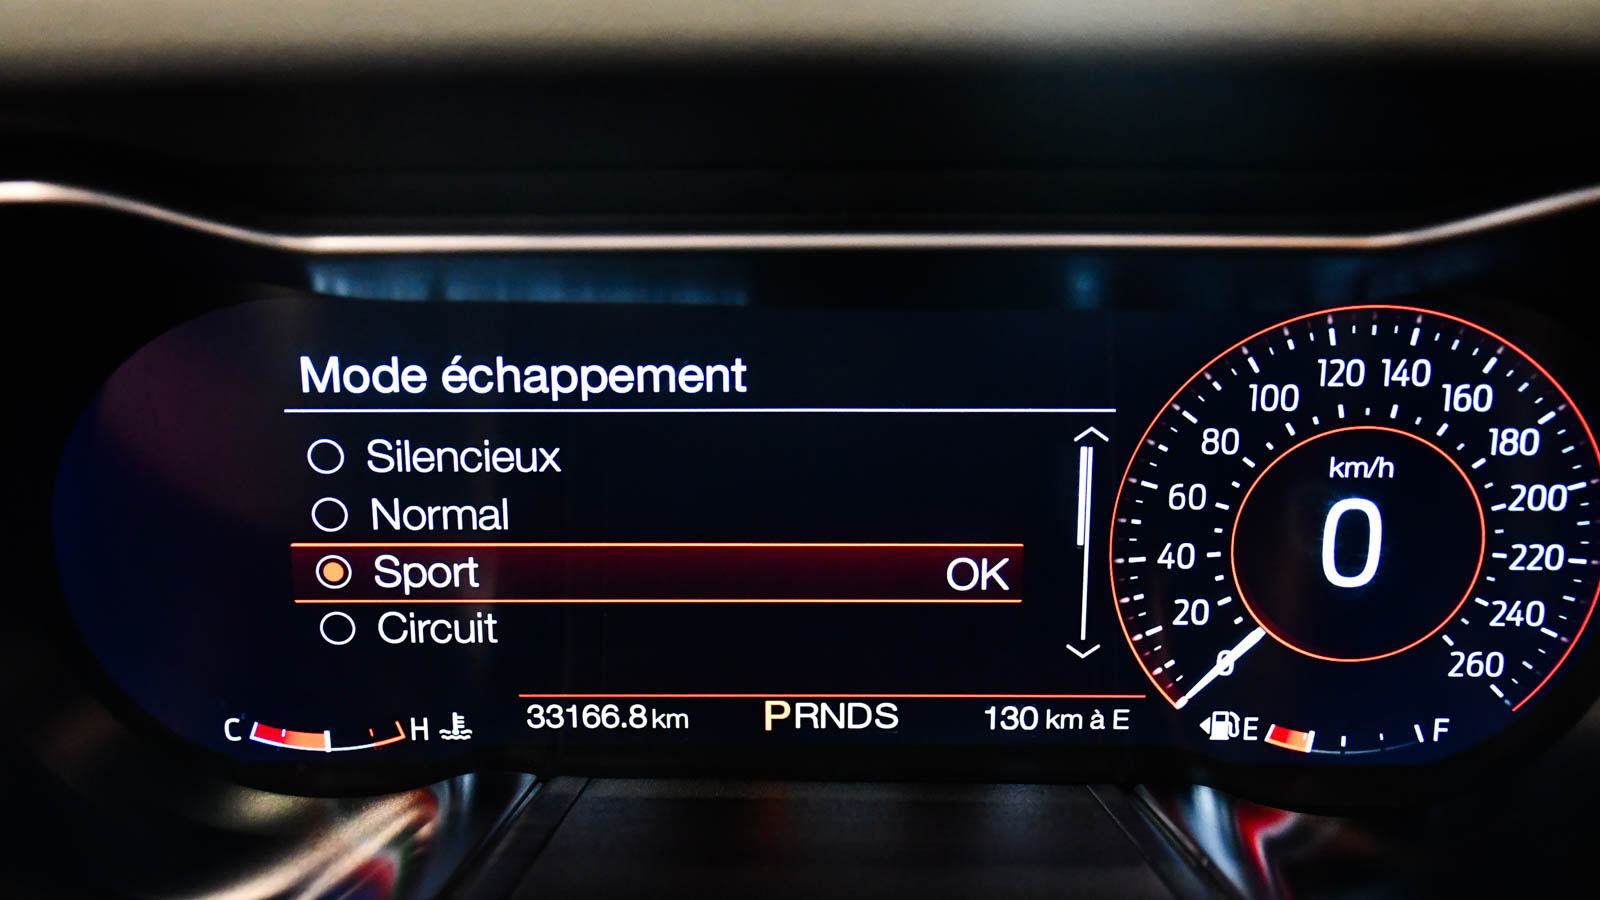 Mode échappement
Silencieux
Normal
Sport OK
Circuit
C H
33166.8 km
PRNDS
130 km à E
0
20
40
60
80
100
120
140
160
180
200
220
240
260
km/h
0
E F